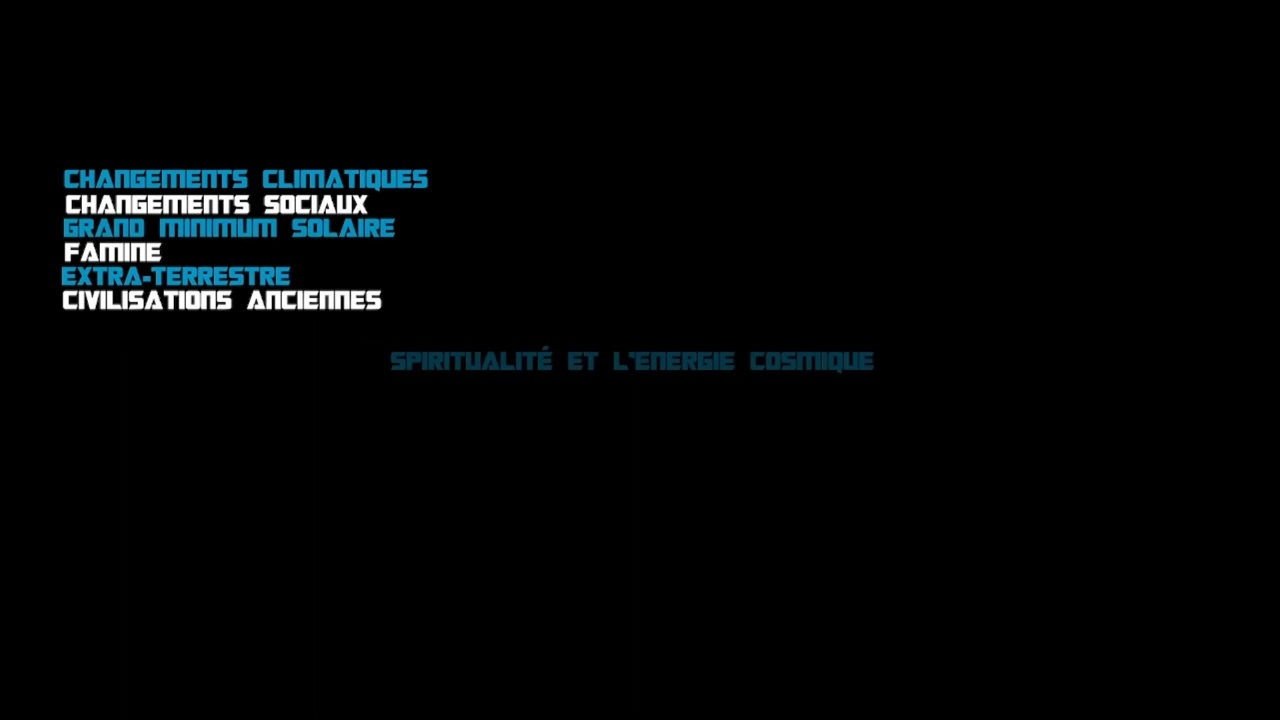 CHANGEMENTS CLIMATIQUES
CHANGEMENTS SOCIAUX
GRAND MINIMUM SOLAIRE
FAMINE
EXTRA-TERRESTRE
CIVILISATIONS ANCIENNES
SPIRITUALITÉ ET L'ENERGIE COSMIQUE